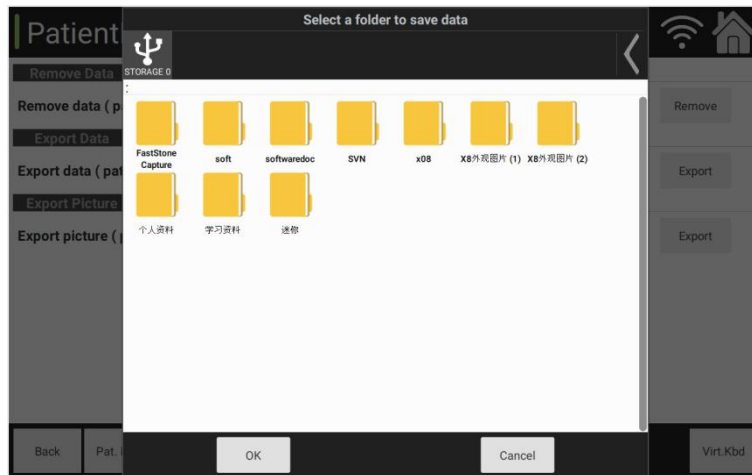 Select a folder to save data
Patient
STORAGE 0
:
Remove Data
Remove data ( p
Remove
Export Data
Export data ( pat
Export
Export Picture
Export picture ( p
Export
FastStone
Capture
soft
softwaredoc
SVN
x08
X8外观图片 (1)
X8外观图片 (2)
个人资料
学习资料
迷你
Back
Pat. i
OK
Cancel
Virt.Kbd